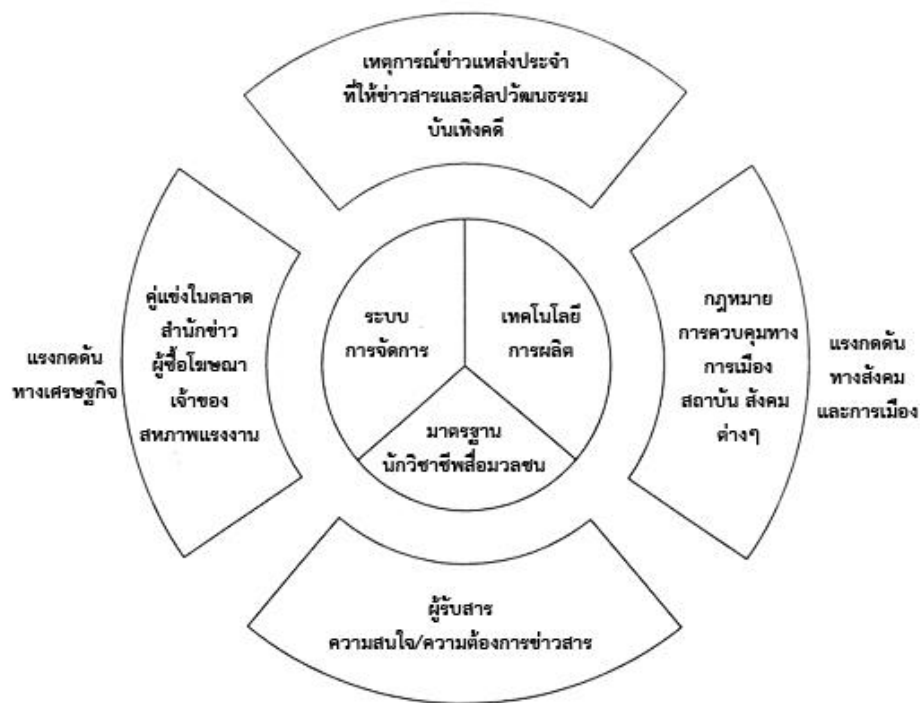 เหตุการณ์ข่าวแหล่งประจำ
ที่ให้ข่าวสารและศิลปวัฒนธรรม
บันเทิงคดี
แรงกดดัน
ทางเศรษฐกิจ
คู่แข่งในตลาด
สำนักข่าว
ผู้ซื้อโฆษณา
เจ้าของ
สหภาพแรงงาน
ระบบ
การจัดการ
เทคโนโลยี
การผลิต
มาตรฐาน
นักวิชาชีพสื่อมวลชน
กฎหมาย
การควบคุมทาง
การเมือง
สถาบัน สังคม
ต่างๆ
แรงกดดัน
ทางสังคม
และการเมือง
ผู้รับสาร
ความสนใจ/ความต้องการข่าวสาร